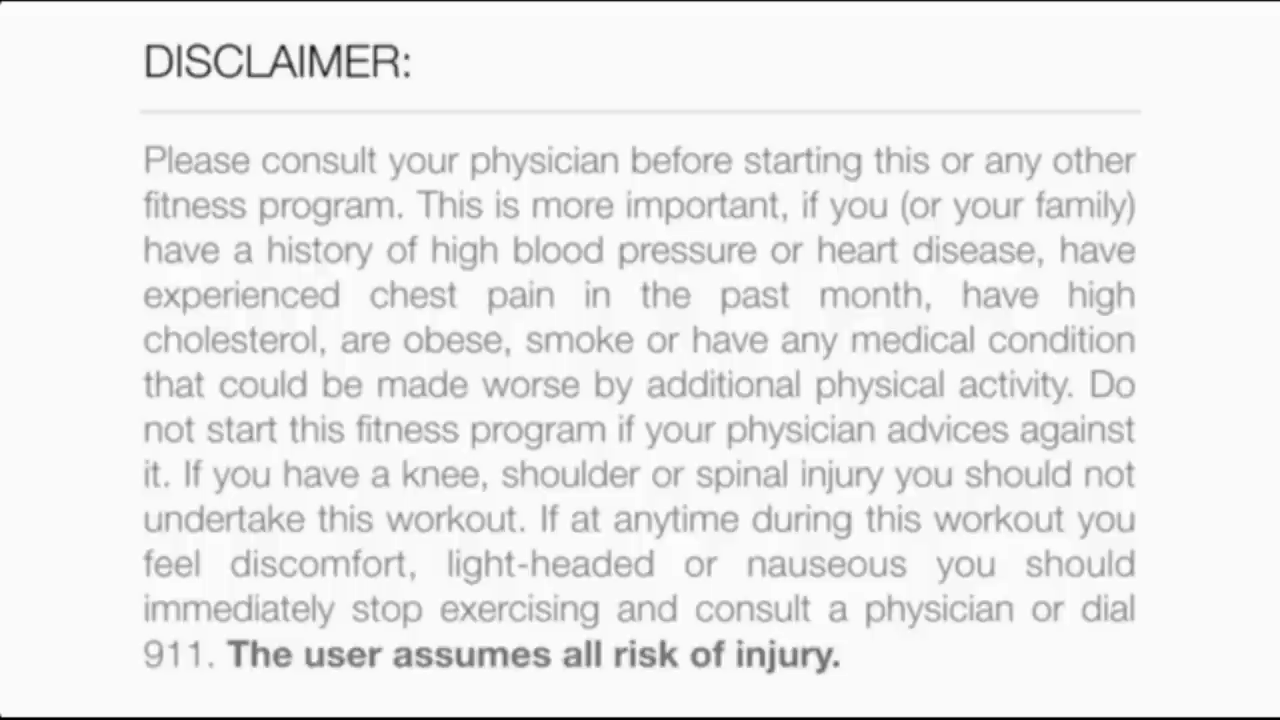 DISCLAIMER:
Please consult your physician before starting this or any other
fitness program. This is more important, if you (or your family)
have a history of high blood pressure or heart disease, have
experienced chest pain in the past month, have high
cholesterol, are obese, smoke or have any medical condition
that could be made worse by additional physical activity. Do
not start this fitness program if your physician advices against
it. If you have a knee, shoulder or spinal injury you should not
undertake this workout. If at anytime during this workout you
feel discomfort, light-headed or nauseous you should
immediately stop exercising and consult a physician or dial
911. The user assumes all risk of injury.